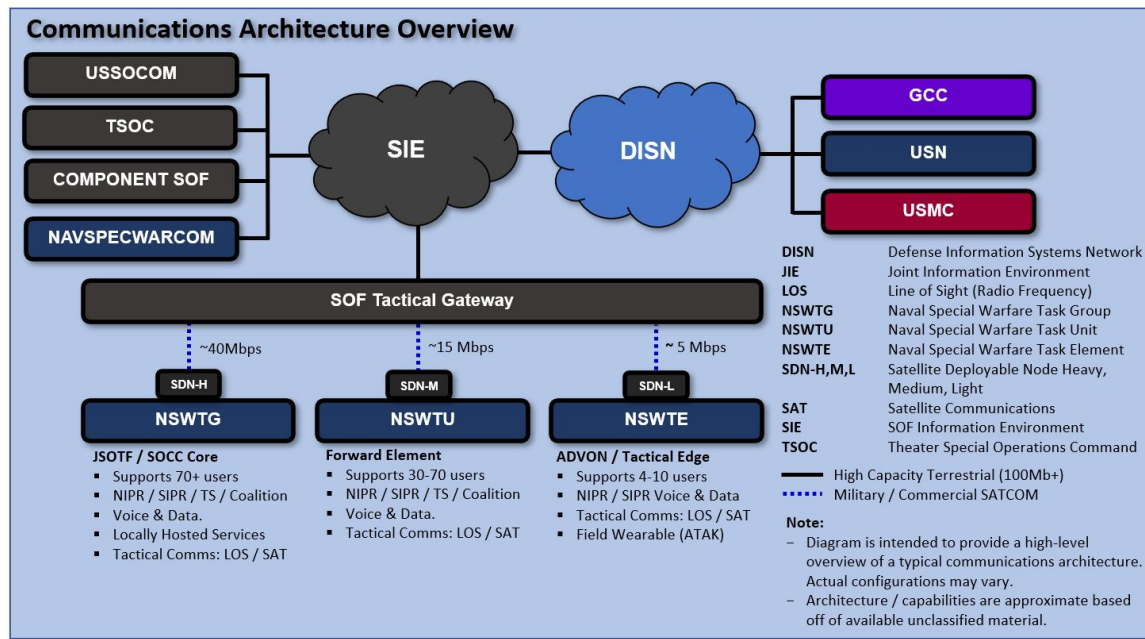 Communications Architecture Overview
USSOCOM
TSOC
COMPONENT SOF
NAVSPECWARCOM
SIE
DISN
GCC
USN
USMC
SOF Tactical Gateway
~40Mbps
~15 Mbps
~ 5 Mbps
SDN-H
SDN-M
SDN-L
NSWTG
NSWTU
NSWTE
JSOTF / SOCC Core
▪ Supports 70+ users
▪ NIPR / SIPR / TS / Coalition
▪ Voice & Data.
▪ Locally Hosted Services
▪ Tactical Comms: LOS / SAT
Forward Element
▪ Supports 30-70 users
▪ NIPR / SIPR / TS / Coalition
▪ Voice & Data.
▪ Tactical Comms: LOS / SAT
ADVON / Tactical Edge
▪ Supports 4-10 users
▪ NIPR / SIPR Voice & Data
▪ Tactical Comms: LOS / SAT
▪ Field Wearable (ATAK)
DISN Defense Information Systems Network
JIE Joint Information Environment
LOS Line of Sight (Radio Frequency)
NSWTG Naval Special Warfare Task Group
NSWTU Naval Special Warfare Task Unit
NSWTE Naval Special Warfare Task Element
SDN-H,M,L Satellite Deployable Node Heavy,
Medium, Light
SAT Satellite Communications
SIE SOF Information Environment
TSOC Theater Special Operations Command
High Capacity Terrestrial (100Mb+)
Military / Commercial SATCOM
Note:
– Diagram is intended to provide a high-level
overview of a typical communications architecture.
Actual configurations may vary.
– Architecture / capabilities are approximate based
off of available unclassified material.